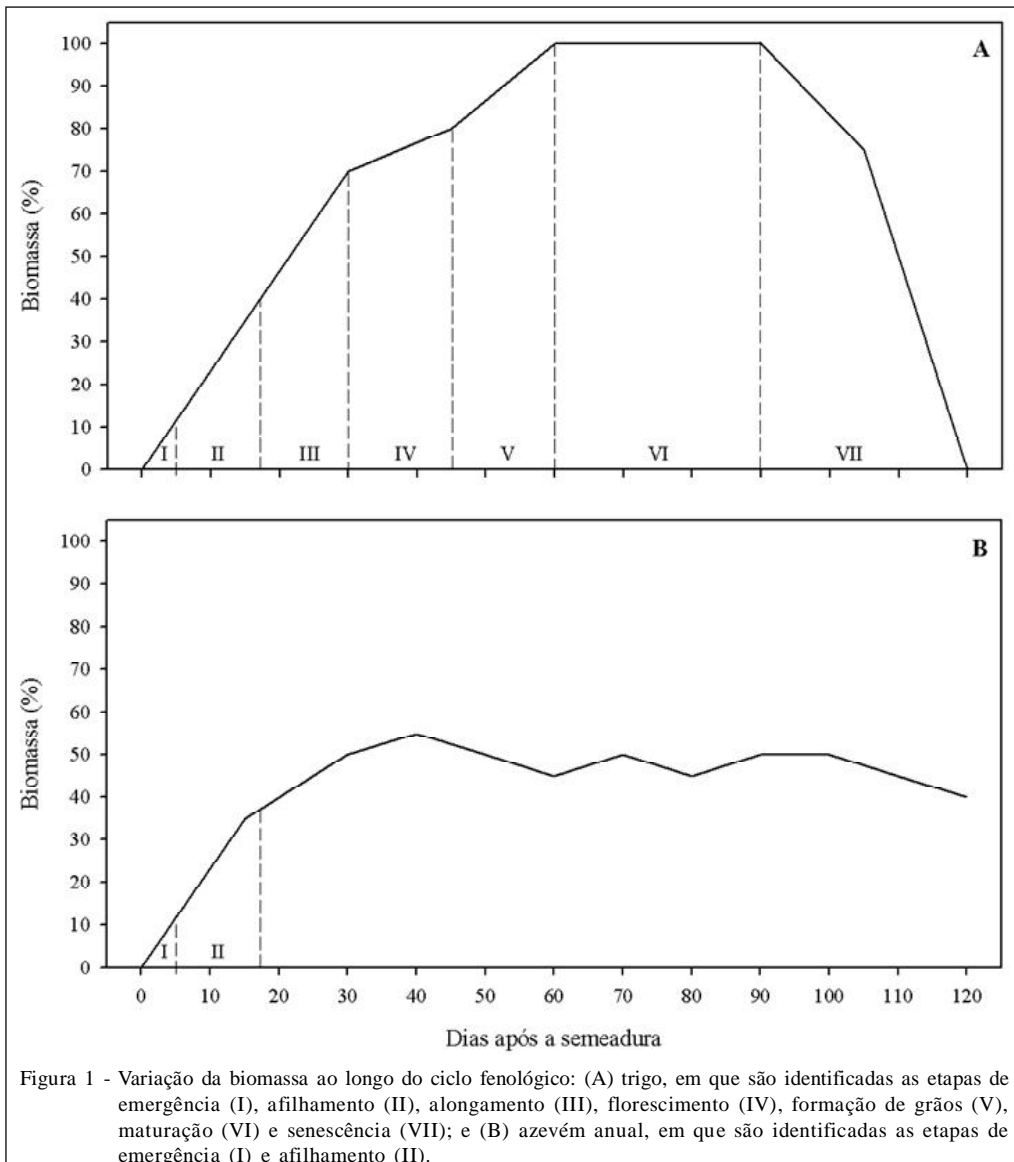 A
100
90
80
70
60
50
40
30
20
10
0
Biomassa (%)
I II III IV V VI VII
B
100
90
80
70
60
50
40
30
20
10
0
Biomassa (%)
I II
0 10 20 30 40 50 60 70 80 90 100 110 120
Dias após a semeadura
Figura 1 - Variação da biomassa ao longo do ciclo fenológico: (A) trigo, em que são identificadas as etapas de
emergência (I), afilhamento (II), alongamento (III), florescimento (IV), formação de grãos (V),
maturação (VI) e senescência (VII); e (B) azevém anual, em que são identificadas as etapas de
emergência (I) e afilhamento (II).